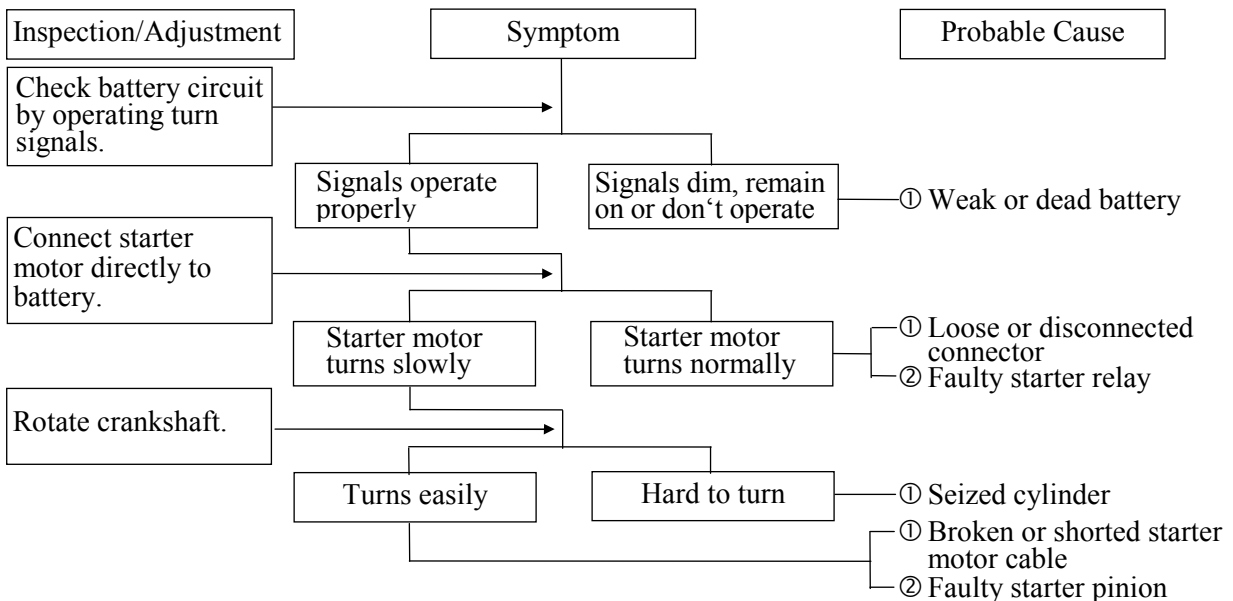 Inspection/Adjustment
Symptom
Probable Cause
Check battery circuit
by operating turn
signals.
Signals operate
properly
Signals dim, remain
on or don‘t operate
① Weak or dead battery
Connect starter
motor directly to
battery.
Starter motor
turns slowly
Starter motor
turns normally
① Loose or disconnected
connector
② Faulty starter relay
Rotate crankshaft.
Turns easily
Hard to turn
① Seized cylinder
① Broken or shorted starter
motor cable
② Faulty starter pinion